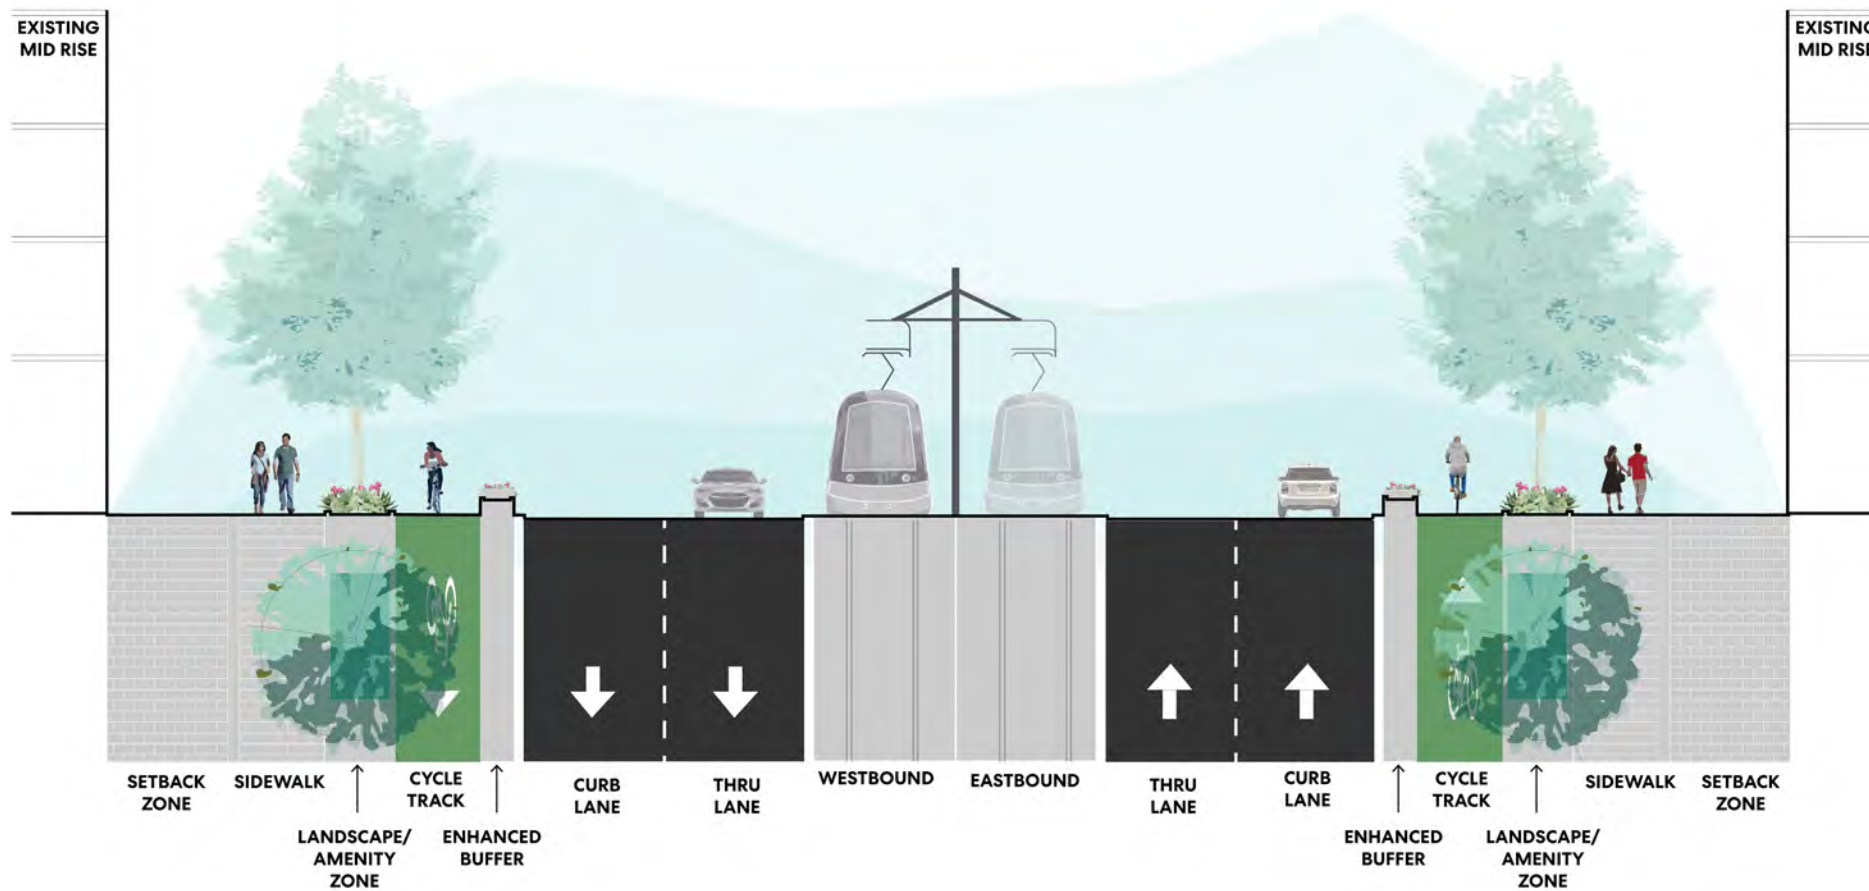 EXISTING
MID RISE
EXISTING
MID RISE
SETBACK
ZONE
SIDEWALK
LANDSCAPE/
AMENITY
ZONE
CYCLE
TRACK
ENHANCED
BUFFER
CURB
LANE
THRU
LANE
WESTBOUND
EASTBOUND
THRU
LANE
CURB
LANE
ENHANCED
BUFFER
CYCLE
TRACK
LANDSCAPE/
AMENITY
ZONE
SIDEWALK
SETBACK
ZONE